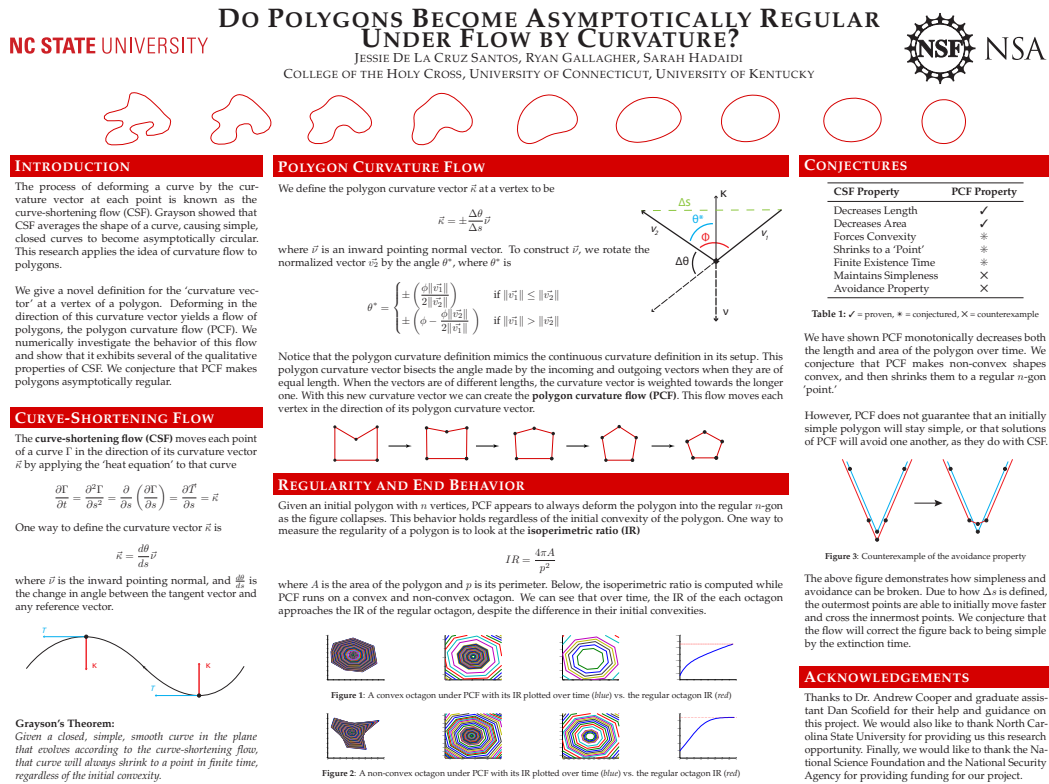 DO POLYGONS BECOME ASYMPTOTICALLY REGULAR
UNDER FLOW BY CURVATURE?
NC STATE UNIVERSITY
JESSIE DE LA CRUZ SANTOS, RYAN GALLAGHER, SARAH HADAIDI
COLLEGE OF THE HOLY CROSS, UNIVERSITY OF CONNECTICUT, UNIVERSITY OF KENTUCKY
NSF
NSA
INTRODUCTION
The process of deforming a curve by the cur-
vature vector at each point is known as the
curve-shortening flow (CSF). Grayson showed that
CSF averages the shape of a curve, causing simple,
closed curves to become asymptotically circular.
This research applies the idea of curvature flow to
polygons.
We give a novel definition for the 'curvature vec-
tor' at a vertex of a polygon. Deforming in the
direction of this curvature vector yields a flow of
polygons, the polygon curvature flow (PCF). We
numerically investigate the behavior of this flow
and show that it exhibits several of the qualitative
properties of CSF. We conjecture that PCF makes
polygons asymptotically regular.
CURVE-SHORTENING FLOW
The curve-shortening flow (CSF) moves each point
of a curve Γ in the direction of its curvature vector
κ⃗ by applying the 'heat equation' to that curve
∂Γ/∂t = ∂²Γ/∂s² = ∂/∂s (∂Γ/∂s) = ∂T⃗/∂s = κ⃗
One way to define the curvature vector κ⃗ is
κ⃗ = dθ/ds ν⃗
where ν⃗ is the inward pointing normal, and dθ/ds is
the change in angle between the tangent vector and
any reference vector.
T
κ
κ
T
Grayson's Theorem:
Given a closed, simple, smooth curve in the plane
that evolves according to the curve-shortening flow,
that curve will always shrink to a point in finite time,
regardless of the initial convexity.
POLYGON CURVATURE FLOW
We define the polygon curvature vector κ⃗ at a vertex to be
κ⃗ = ± Δθ/Δs ν⃗
where ν⃗ is an inward pointing normal vector. To construct ν⃗, we rotate the
normalized vector v⃗₂ by the angle θ*, where θ* is
θ* = { ± (ϕ‖v⃗₁‖ / 2‖v⃗₂‖) if ‖v⃗₁‖ ≤ ‖v⃗₂‖
± (ϕ − ϕ‖v⃗₂‖ / 2‖v⃗₁‖) if ‖v⃗₁‖ > ‖v⃗₂‖
κ
Δs
θ*
Φ
v₂
v₁
Δθ
ν
Notice that the polygon curvature definition mimics the continuous curvature definition in its setup. This
polygon curvature vector bisects the angle made by the incoming and outgoing vectors when they are of
equal length. When the vectors are of different lengths, the curvature vector is weighted towards the longer
one. With this new curvature vector we can create the polygon curvature flow (PCF). This flow moves each
vertex in the direction of its polygon curvature vector.
REGULARITY AND END BEHAVIOR
Given an initial polygon with n vertices, PCF appears to always deform the polygon into the regular n-gon
as the figure collapses. This behavior holds regardless of the initial convexity of the polygon. One way to
measure the regularity of a polygon is to look at the isoperimetric ratio (IR)
IR = 4πA/p²
where A is the area of the polygon and p is its perimeter. Below, the isoperimetric ratio is computed while
PCF runs on a convex and non-convex octagon. We can see that over time, the IR of the each octagon
approaches the IR of the regular octagon, despite the difference in their initial convexities.
Figure 1: A convex octagon under PCF with its IR plotted over time (blue) vs. the regular octagon IR (red)
Figure 2: A non-convex octagon under PCF with its IR plotted over time (blue) vs. the regular octagon IR (red)
CONJECTURES
CSF Property PCF Property
Decreases Length ✓
Decreases Area ✓
Forces Convexity ∗
Shrinks to a 'Point' ∗
Finite Existence Time ∗
Maintains Simpleness ✕
Avoidance Property ✕
Table 1: ✓ = proven, ∗ = conjectured, ✕ = counterexample
We have shown PCF monotonically decreases both
the length and area of the polygon over time. We
conjecture that PCF makes non-convex shapes
convex, and then shrinks them to a regular n-gon
'point.'
However, PCF does not guarantee that an initially
simple polygon will stay simple, or that solutions
of PCF will avoid one another, as they do with CSF.
Figure 3: Counterexample of the avoidance property
The above figure demonstrates how simpleness and
avoidance can be broken. Due to how Δs is defined,
the outermost points are able to initially move faster
and cross the innermost points. We conjecture that
the flow will correct the figure back to being simple
by the extinction time.
ACKNOWLEDGEMENTS
Thanks to Dr. Andrew Cooper and graduate assis-
tant Dan Scofield for their help and guidance on
this project. We would also like to thank North Car-
olina State University for providing us this research
opportunity. Finally, we would like to thank the Na-
tional Science Foundation and the National Security
Agency for providing funding for our project.